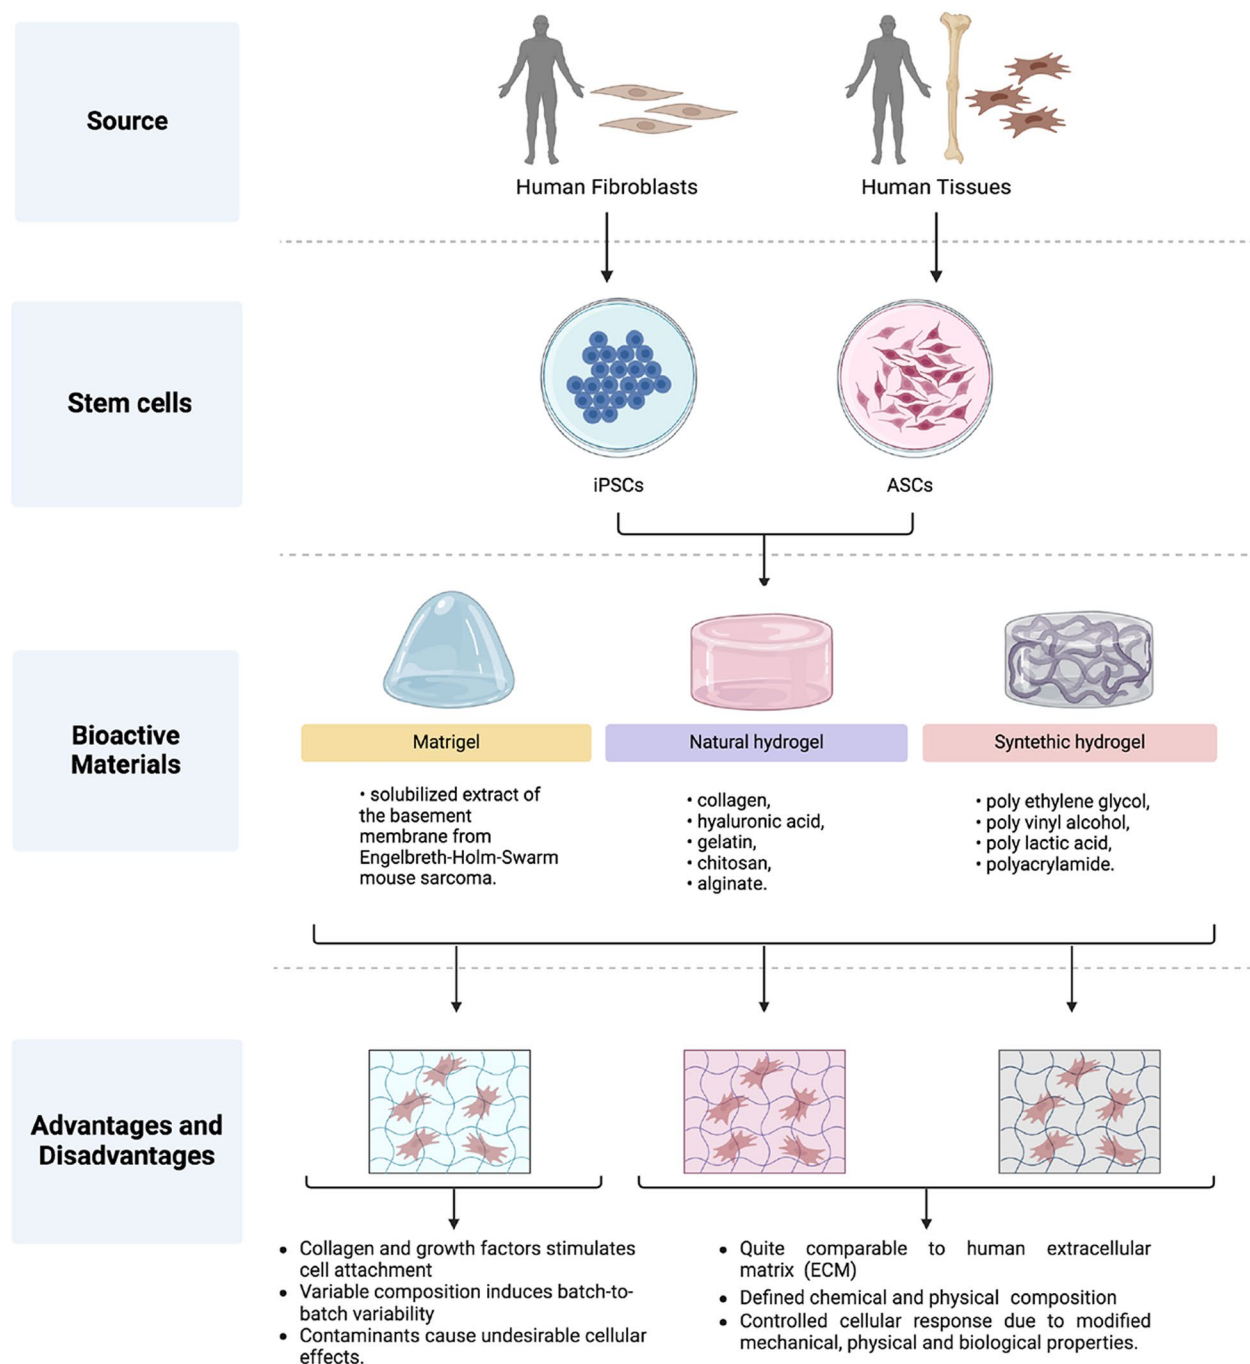 Source
Human Fibroblasts
Human Tissues
Stem cells
iPSCs
ASCs
Bioactive
Materials
Matrigel
Natural hydrogel
Syntethic hydrogel
• solubilized extract of
the basement
membrane from
Engelbreth-Holm-Swarm
mouse sarcoma.
• collagen,
• hyaluronic acid,
• gelatin,
• chitosan,
• alginate.
• poly ethylene glycol,
• poly vinyl alcohol,
• poly lactic acid,
• polyacrylamide.
Advantages and
Disadvantages
• Collagen and growth factors stimulates
cell attachment
• Variable composition induces batch-to-
batch variability
• Contaminants cause undesirable cellular
effects.
• Quite comparable to human extracellular
matrix (ECM)
• Defined chemical and physical composition
• Controlled cellular response due to modified
mechanical, physical and biological properties.